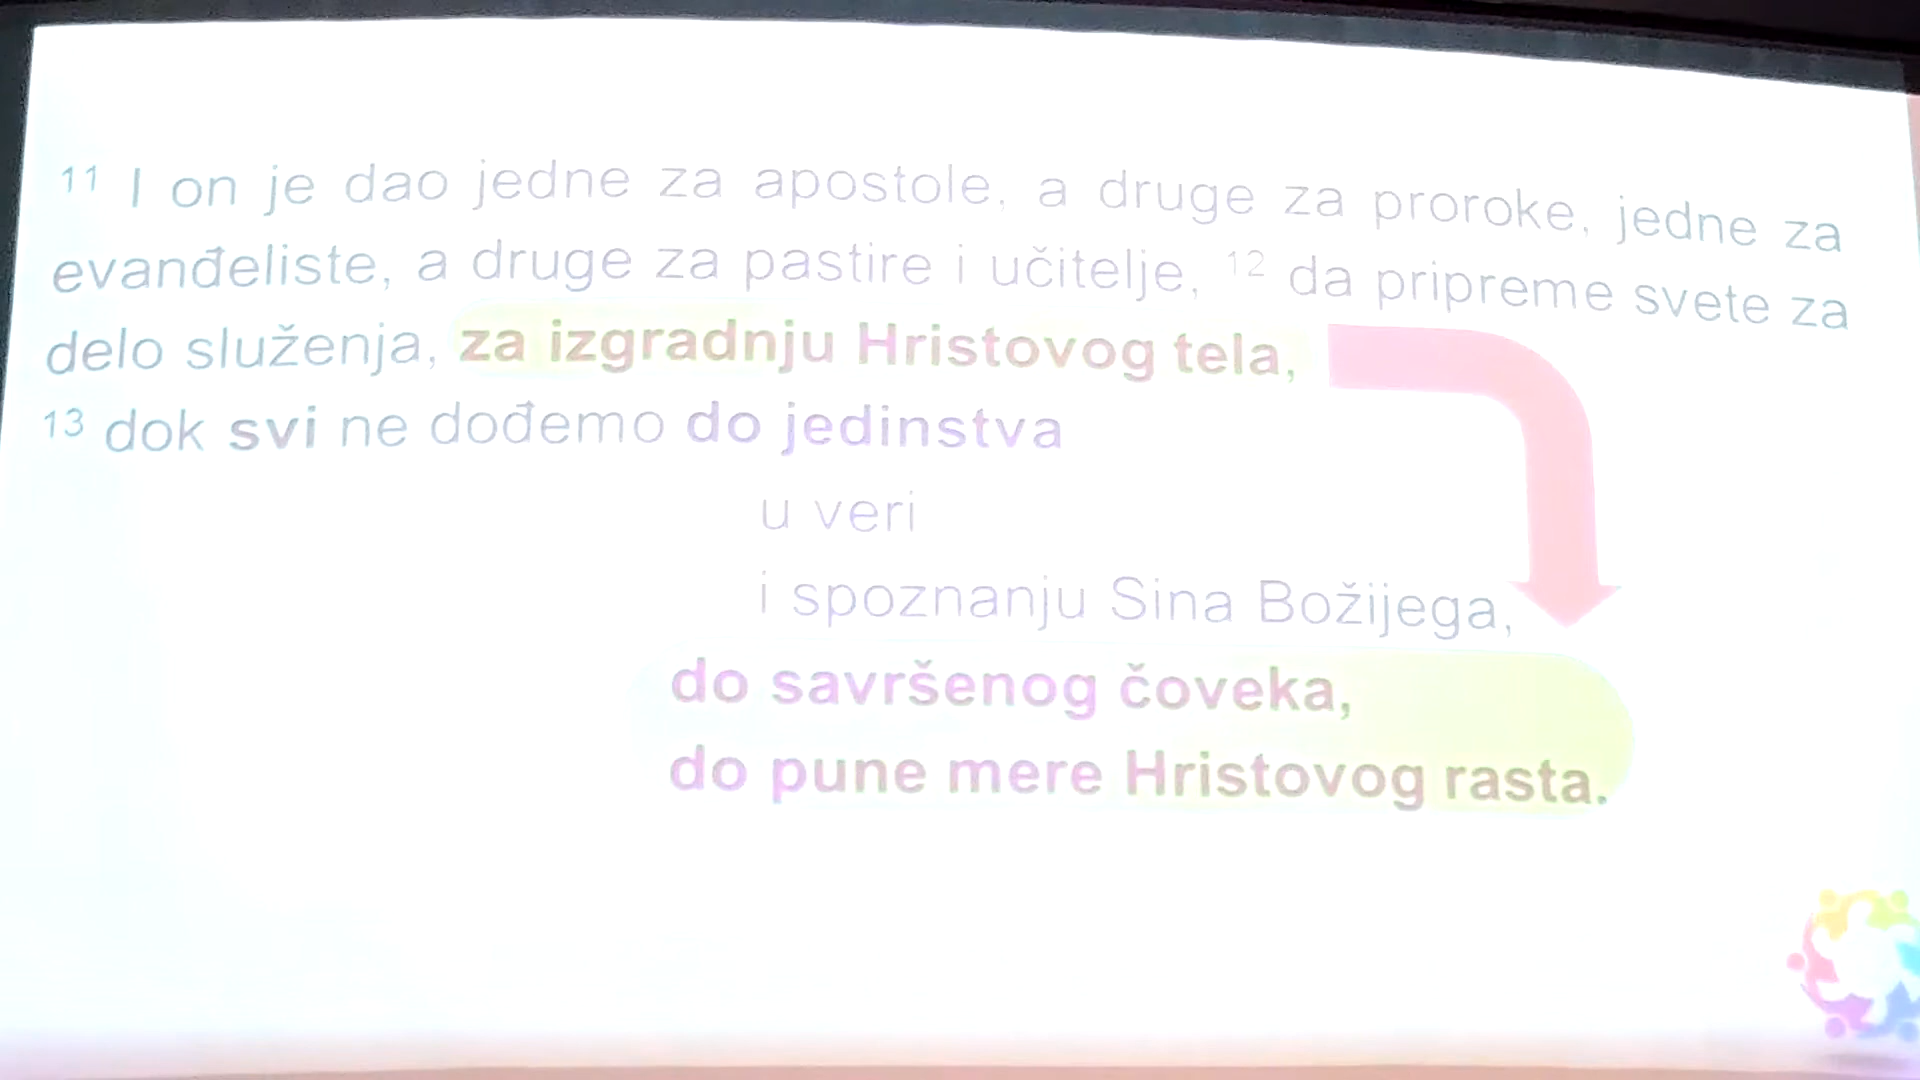 11 I on je dao jedne za apostole, a druge za proroke, jedne za
evanđeliste, a druge za pastire i učitelje, 12 da pripreme svete za
delo služenja, za izgradnju Hristovog tela,
13 dok svi ne dođemo do jedinstva
u veri
i spoznanju Sina Božijega,
do savršenog čoveka,
do pune mere Hristovog rasta.